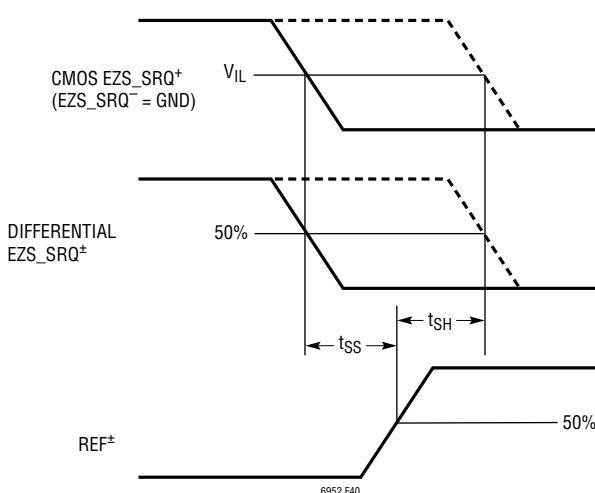 CMOS EZS_SRQ⁺
(EZS_SRQ⁻ = GND)
VIL
DIFFERENTIAL
EZS_SRQ±
50%
tSS
tSH
REF±
50%
6952 F40